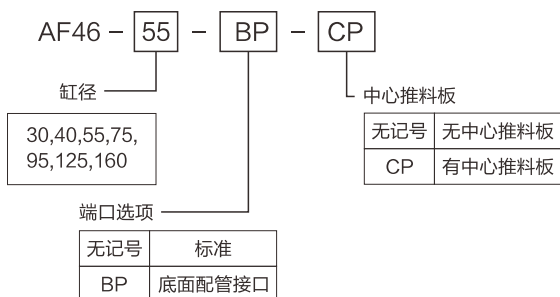 AF46 - 55 - BP - CP
缸径
30,40,55,75,
95,125,160
中心推料板
无记号 无中心推料板
CP 有中心推料板
端口选项
无记号 标准
BP 底面配管接口